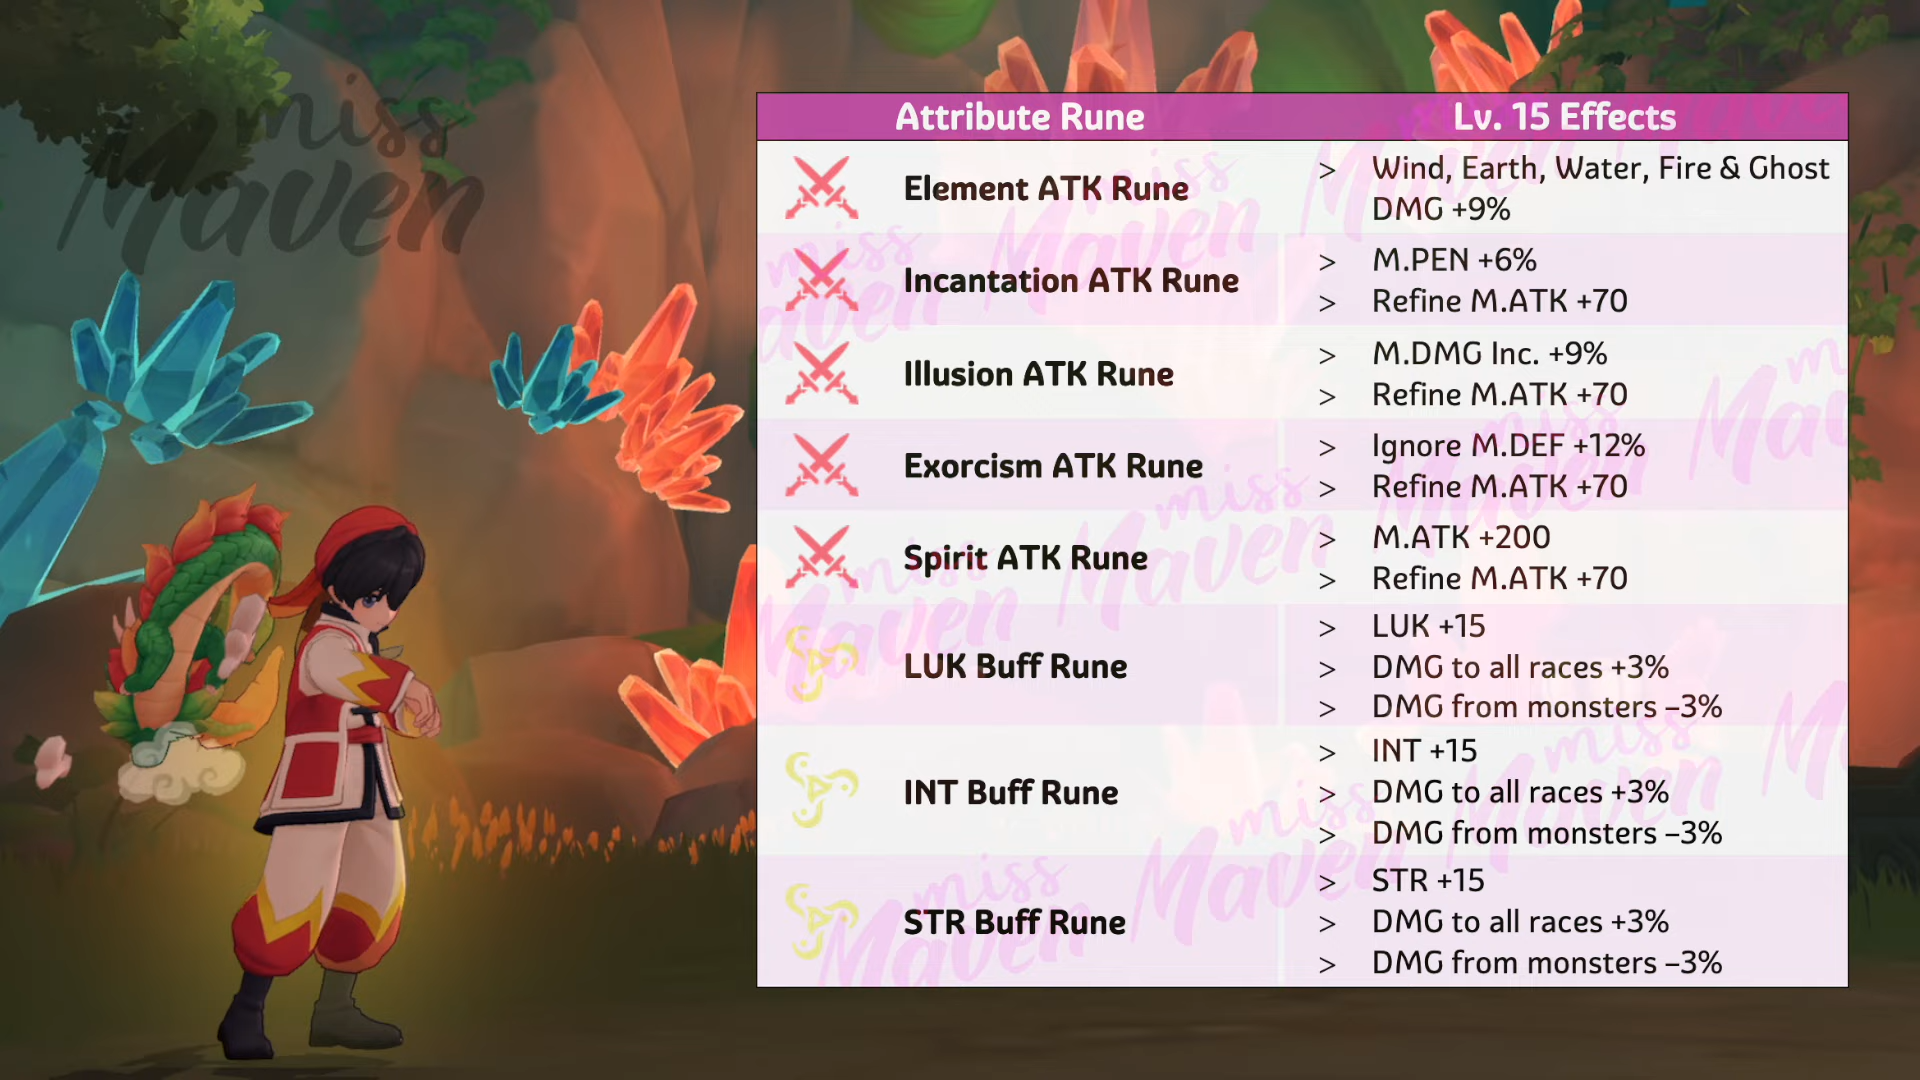 miss
Maven
Attribute Rune Lv. 15 Effects
Element ATK Rune
> Wind, Earth, Water, Fire & Ghost
DMG +9%
Incantation ATK Rune
> M.PEN +6%
> Refine M.ATK +70
Illusion ATK Rune
> M.DMG Inc. +9%
> Refine M.ATK +70
Exorcism ATK Rune
> Ignore M.DEF +12%
> Refine M.ATK +70
Spirit ATK Rune
> M.ATK +200
> Refine M.ATK +70
LUK Buff Rune
> LUK +15
> DMG to all races +3%
> DMG from monsters –3%
INT Buff Rune
> INT +15
> DMG to all races +3%
> DMG from monsters –3%
STR Buff Rune
> STR +15
> DMG to all races +3%
> DMG from monsters –3%